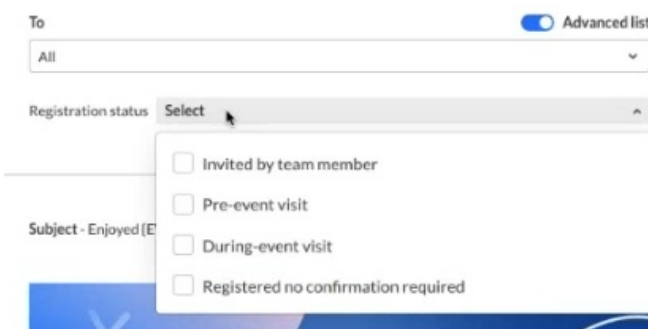 To
Advanced list
All
Registration status Select
Invited by team member
Pre-event visit
During-event visit
Subject - Enjoyed [E
Registered no confirmation required